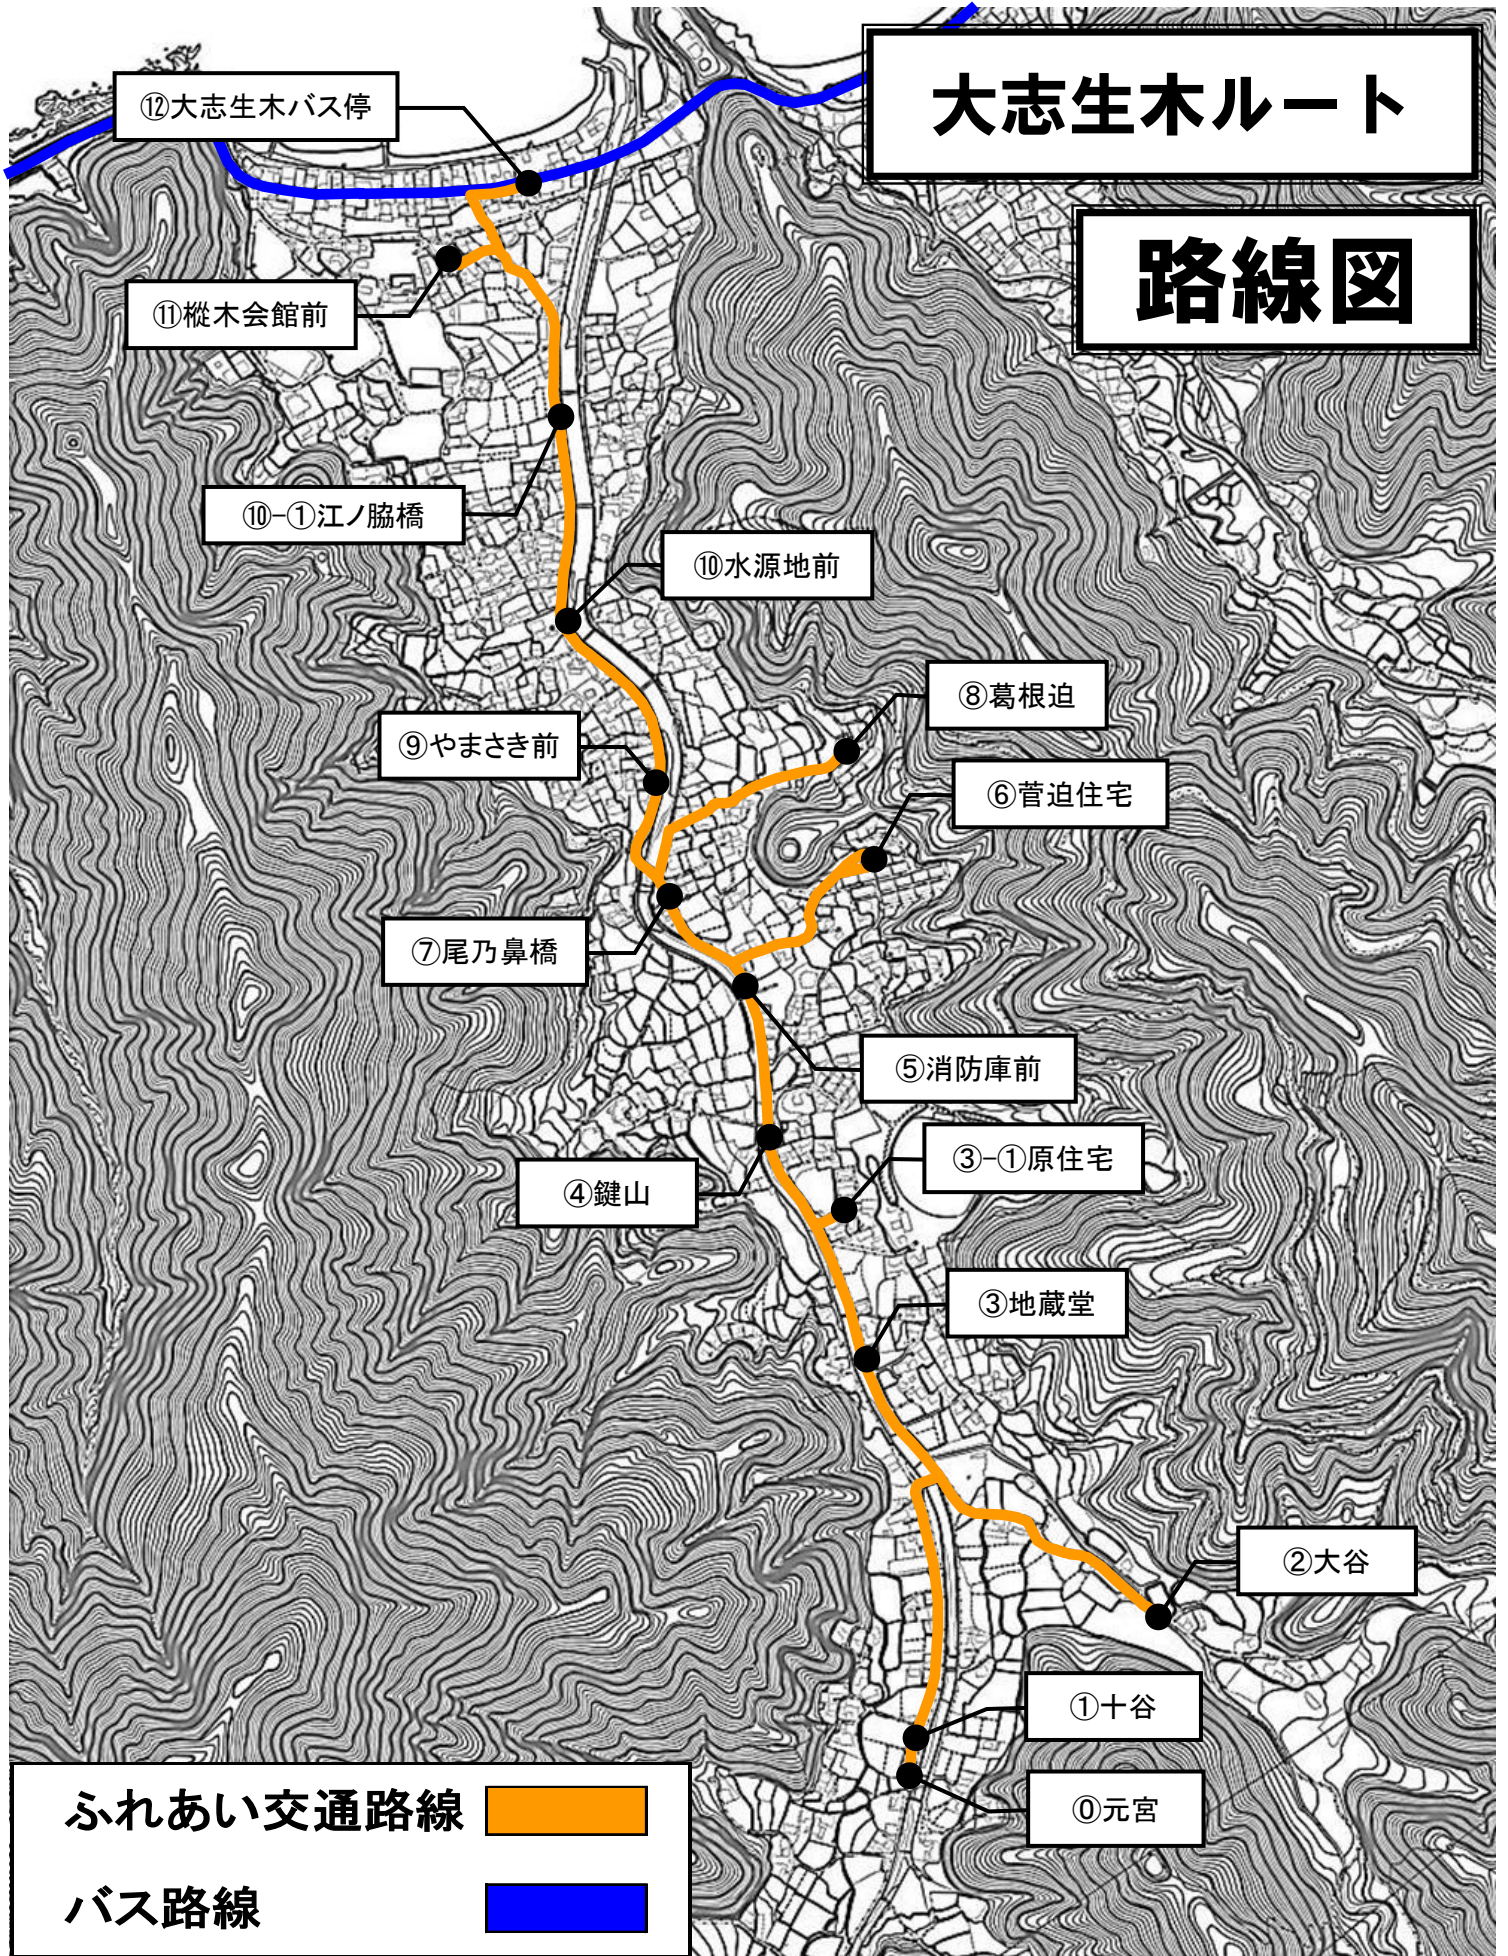 大志生木ルート
路線図
⑫大志生木バス停
⑪樅木会館前
⑩-①江ノ脇橋
⑩水源地前
⑧葛根迫
⑨やまさき前
⑥菅迫住宅
⑦尾乃鼻橋
⑤消防庫前
③-①原住宅
④鍵山
③地蔵堂
②大谷
①十谷
⓪元宮
ふれあい交通路線
バス路線